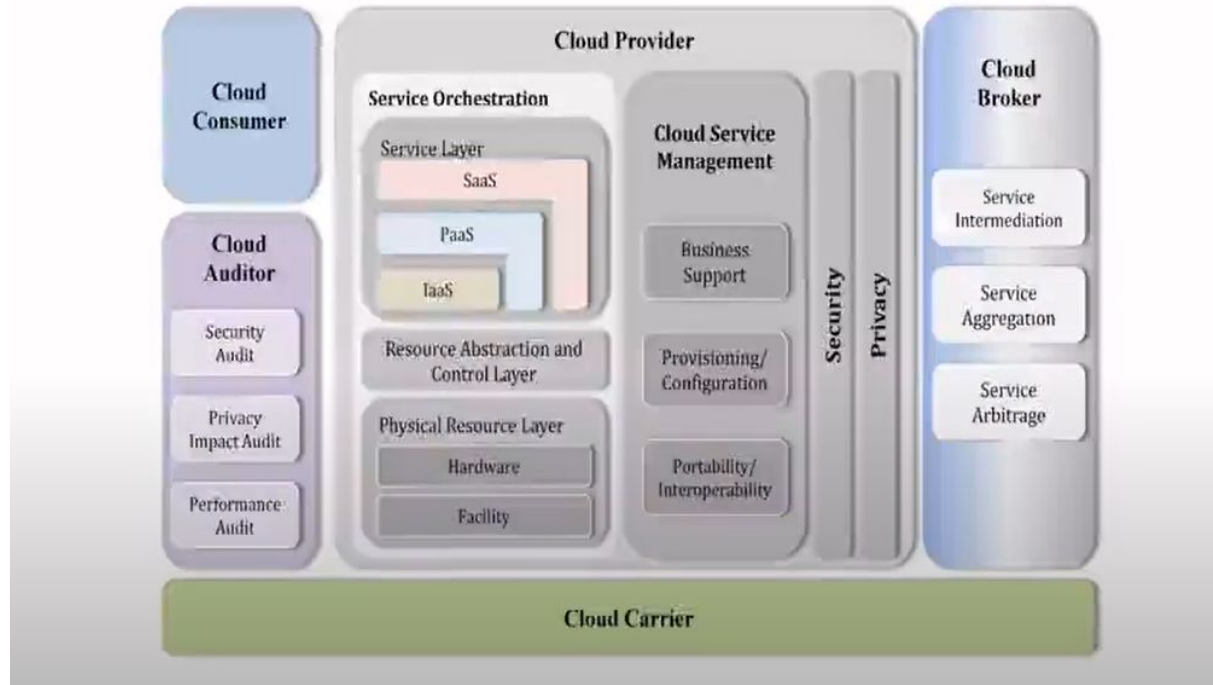 Cloud
Consumer
Cloud
Auditor
Security
Audit
Privacy
Impact Audit
Performance
Audit
Cloud Provider
Service Orchestration
Service Layer
SaaS
PaaS
IaaS
Resource Abstraction and
Control Layer
Physical Resource Layer
Hardware
Facility
Cloud Service
Management
Business
Support
Provisioning/
Configuration
Portability/
Interoperability
Security
Privacy
Cloud
Broker
Service
Intermediation
Service
Aggregation
Service
Arbitrage
Cloud Carrier